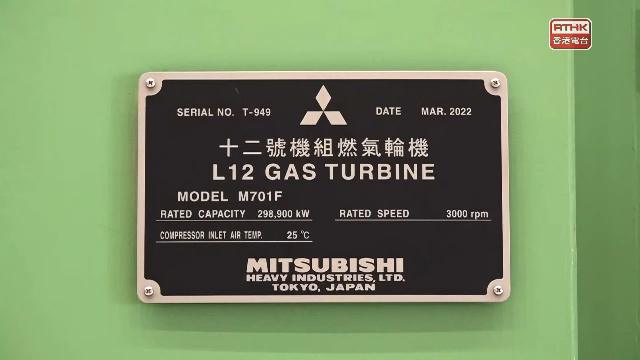 RTHK
香港電台
SERIAL NO. T-949 DATE MAR. 2022
十二號機組燃氣輪機
L12 GAS TURBINE
MODEL M701F
RATED CAPACITY 298,900 kW RATED SPEED 3000 rpm
COMPRESSOR INLET AIR TEMP. 25 ℃
MITSUBISHI
HEAVY INDUSTRIES, LTD.
TOKYO, JAPAN